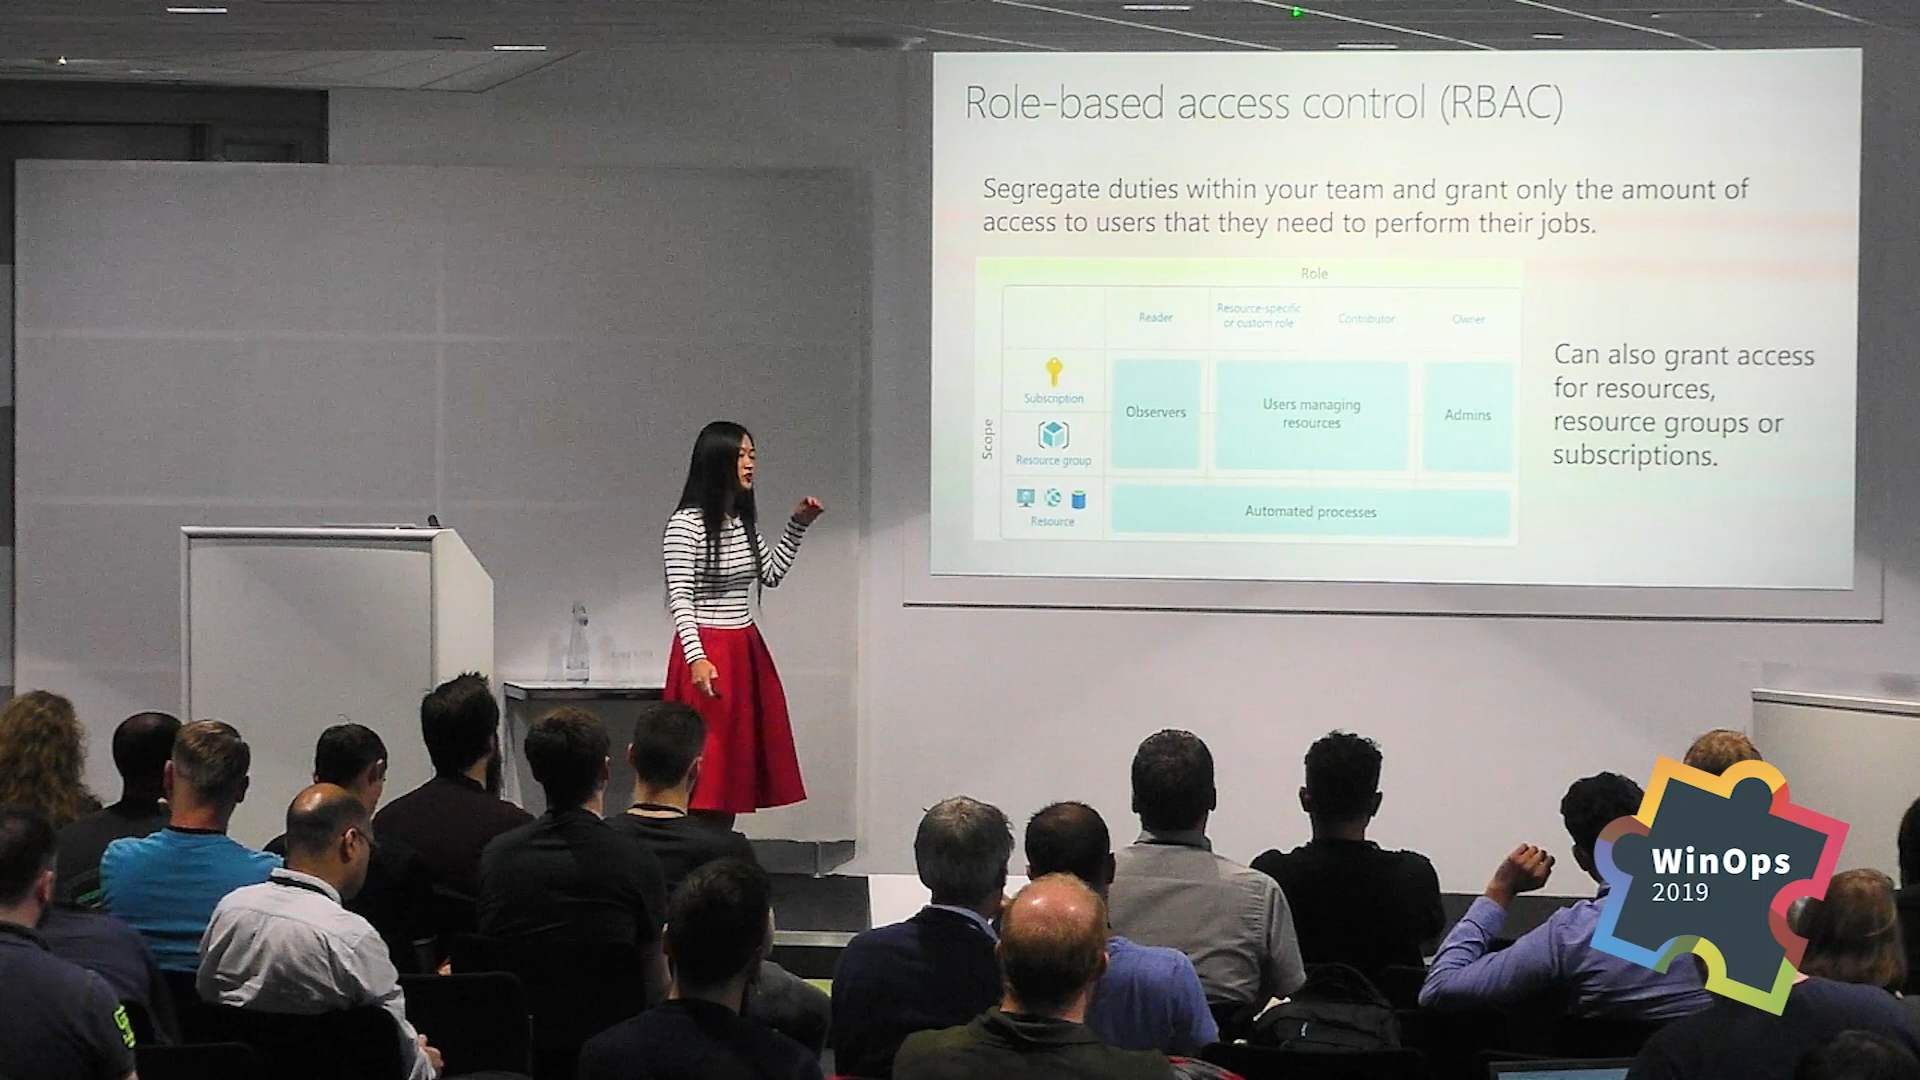 Role-based access control (RBAC)
Segregate duties within your team and grant only the amount of
access to users that they need to perform their jobs.
Role
Reader
Resource-specific
or custom role
Contributor
Owner
Scope
Subscription
Resource group
Resource
Observers
Users managing
resources
Admins
Automated processes
Can also grant access
for resources,
resource groups or
subscriptions.
WinOps
2019